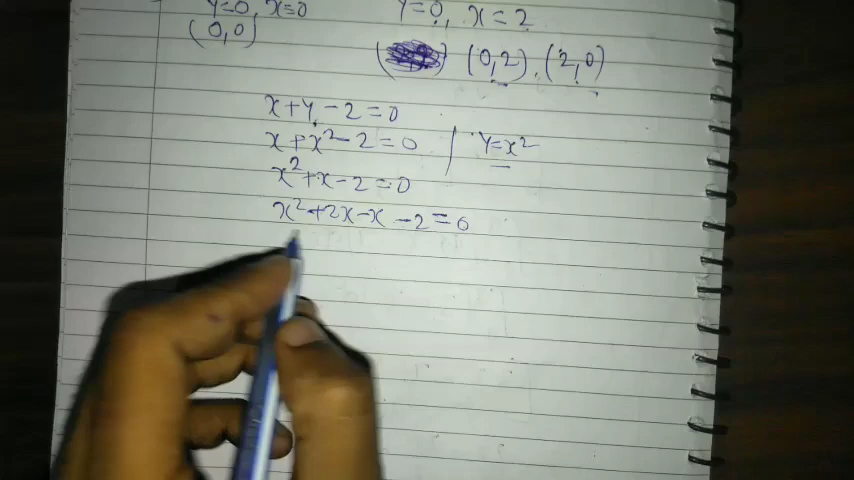 y=0, x=0
y=0, x=2
(0,0)
(0,2), (2,0)
x+y-2=0
x+x²-2=0 | y=x²
x²+x-2=0
x²+2x-x-2=0